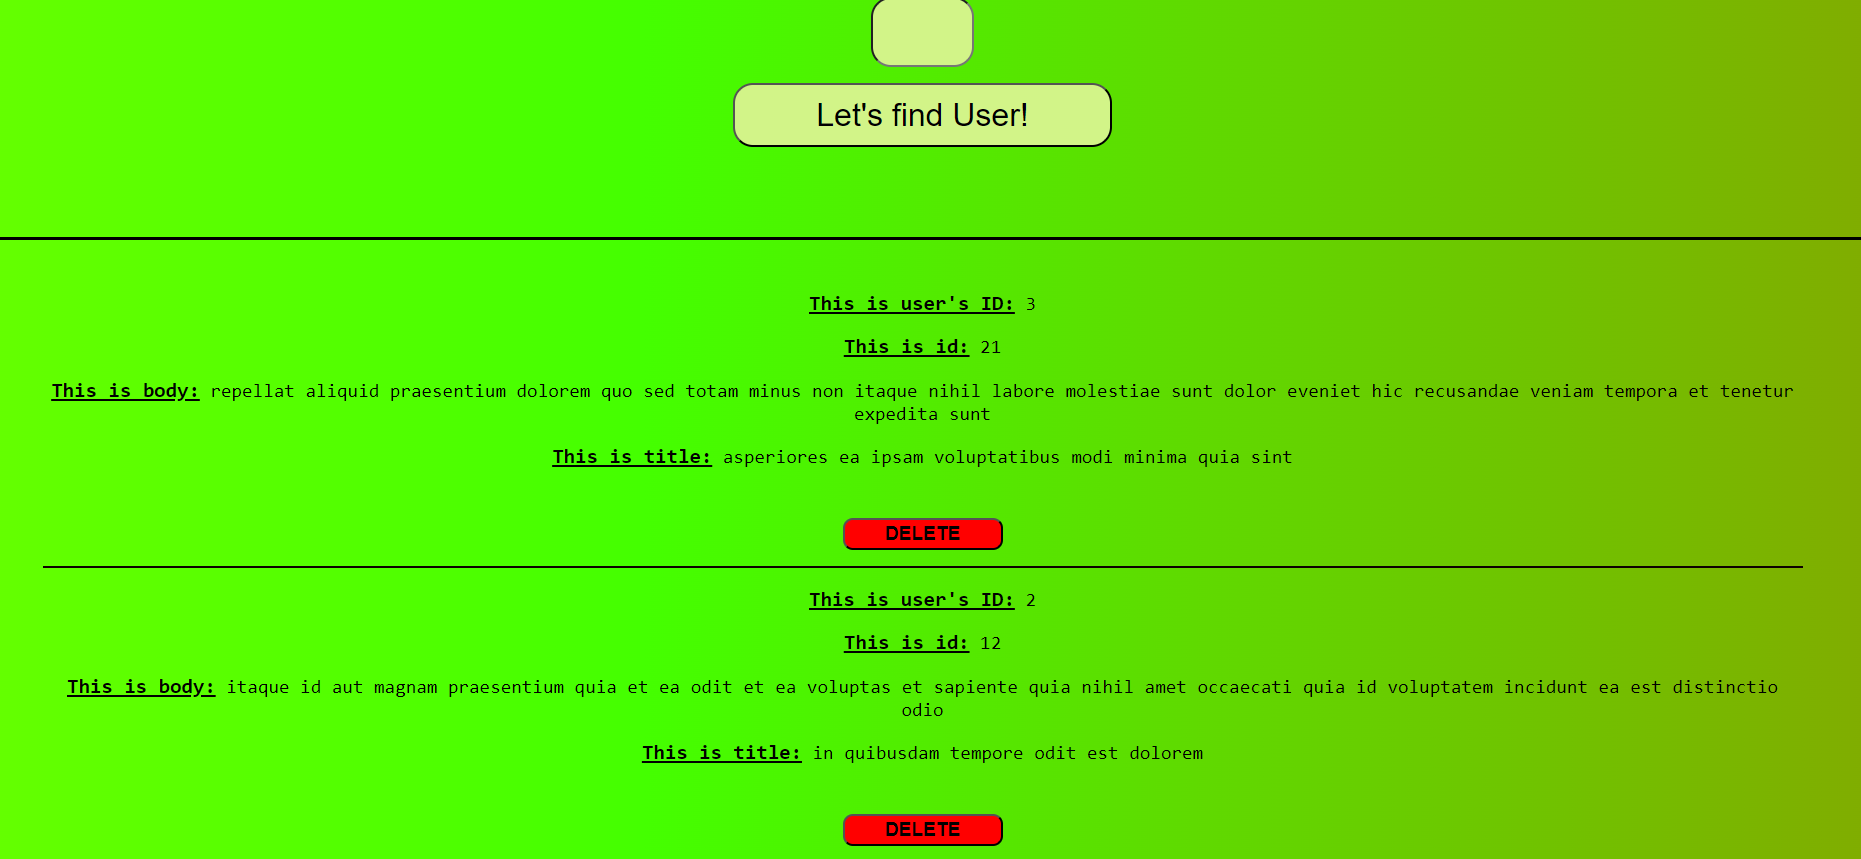 Let's find User!
This is user's ID: 3
This is id: 21
This is body: repellat aliquid praesentium dolorem quo sed totam minus non itaque nihil labore molestiae sunt dolor eveniet hic recusandae veniam tempora et tenetur
expedita sunt
This is title: asperiores ea ipsam voluptatibus modi minima quia sint
DELETE
This is user's ID: 2
This is id: 12
This is body: itaque id aut magnam praesentium quia et ea odit et ea voluptas et sapiente quia nihil amet occaecati quia id voluptatem incidunt ea est distinctio
odio
This is title: in quibusdam tempore odit est dolorem
DELETE